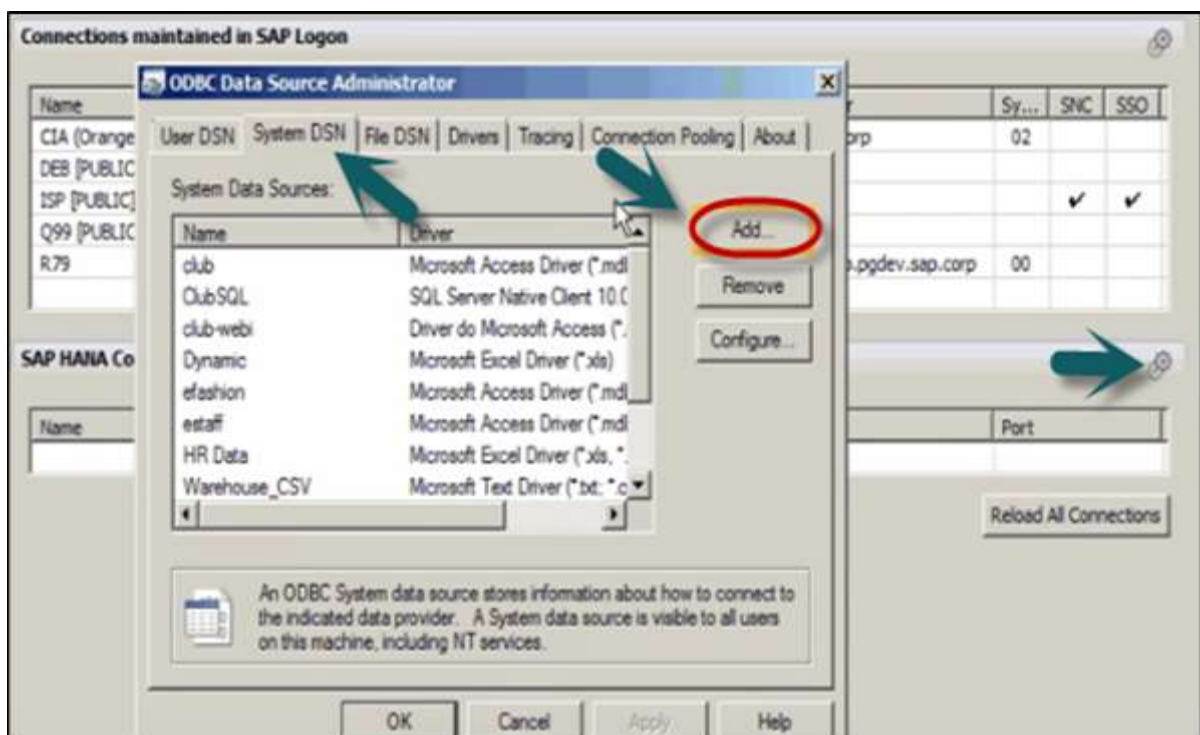 Connections maintained in SAP Logon
ODBC Data Source Administrator
Name Sy... SNC SSO
User DSN System DSN File DSN Drivers Tracing Connection Pooling About
CIA (Orange orp 02
DEB [PUBLIC
System Data Sources:
ISP [PUBLIC] ✔ ✔
Q99 [PUBLIC
Name Driver Add...
R79 .pgdev.sap.corp 00
club Microsoft Access Driver (*.mdl
ClubSQL SQL Server Native Client 10.0
Remove
club-webi Driver do Microsoft Access (*.
Configure...
SAP HANA Co
Dynamic Microsoft Excel Driver (*.xls)
efashion Microsoft Access Driver (*.mdl
Name Port
estaff Microsoft Access Driver (*.mdl
HR Data Microsoft Excel Driver (*.xls, *.
Warehouse_CSV Microsoft Text Driver (*.txt; *.c
Reload All Connections
An ODBC System data source stores information about how to connect to
the indicated data provider. A System data source is visible to all users
on this machine, including NT services.
OK Cancel Apply Help